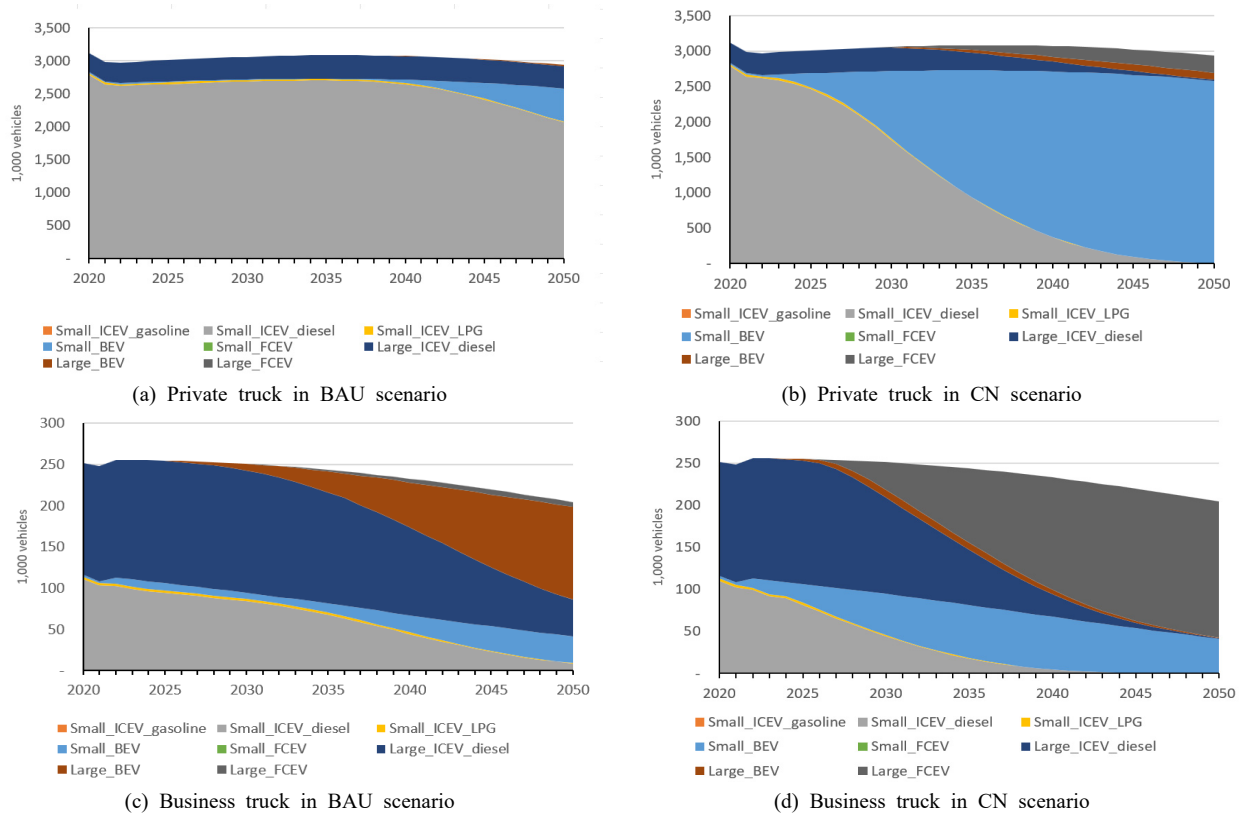 3,500
3,000
2,500
2,000
1,500
1,000
500
-
1,000 vehicles
2020 2025 2030 2035 2040 2045 2050
Small_ICEV_gasoline Small_ICEV_diesel Small_ICEV_LPG
Small_BEV Small_FCEV Large_ICEV_diesel
Large_BEV Large_FCEV
(a) Private truck in BAU scenario
3,500
3,000
2,500
2,000
1,500
1,000
500
-
1,000 vehicles
2020 2025 2030 2035 2040 2045 2050
Small_ICEV_gasoline Small_ICEV_diesel Small_ICEV_LPG
Small_BEV Small_FCEV Large_ICEV_diesel
Large_BEV Large_FCEV
(b) Private truck in CN scenario
300
250
200
150
100
50
-
1,000 vehicles
2020 2025 2030 2035 2040 2045 2050
Small_ICEV_gasoline Small_ICEV_diesel Small_ICEV_LPG
Small_BEV Small_FCEV Large_ICEV_diesel
Large_BEV Large_FCEV
(c) Business truck in BAU scenario
300
250
200
150
100
50
-
1,000 vehicles
2020 2025 2030 2035 2040 2045 2050
Small_ICEV_gasoline Small_ICEV_diesel Small_ICEV_LPG
Small_BEV Small_FCEV Large_ICEV_diesel
Large_BEV Large_FCEV
(d) Business truck in CN scenario